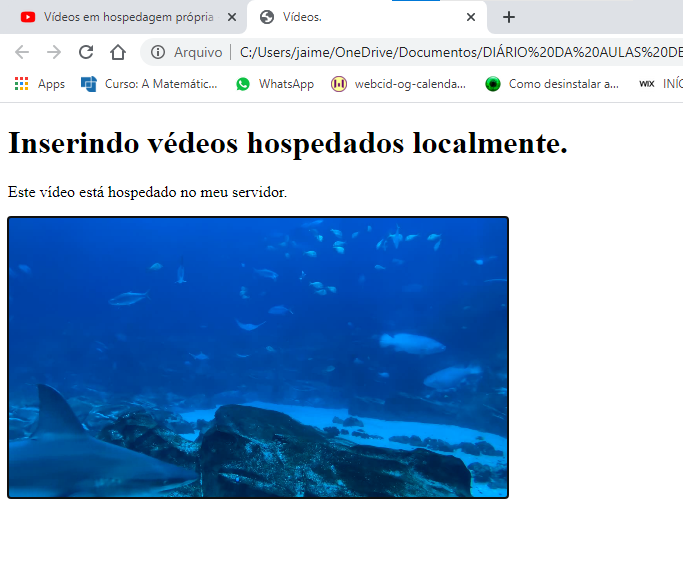 Vídeos em hospedagem própria
Vídeos.
Arquivo
C:/Users/jaime/OneDrive/Documentos/DIÁRIO%20DA%20AULAS%20DE
Apps
Curso: A Matemátic...
WhatsApp
webcid-og-calenda...
Como desinstalar a...
WIX
INÍC
Inserindo védeos hospedados localmente.
Este vídeo está hospedado no meu servidor.